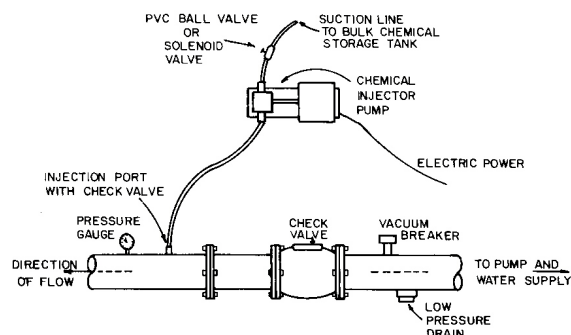 PVC BALL VALVE
OR
SOLENOID
VALVE
SUCTION LINE
TO BULK CHEMICAL
STORAGE TANK
CHEMICAL
INJECTOR
PUMP
ELECTRIC POWER
INJECTION PORT
WITH CHECK VALVE
PRESSURE
GAUGE
CHECK
VALVE
VACUUM
BREAKER
DIRECTION
OF FLOW
TO PUMP AND
WATER SUPPLY
LOW
PRESSURE
DRAIN